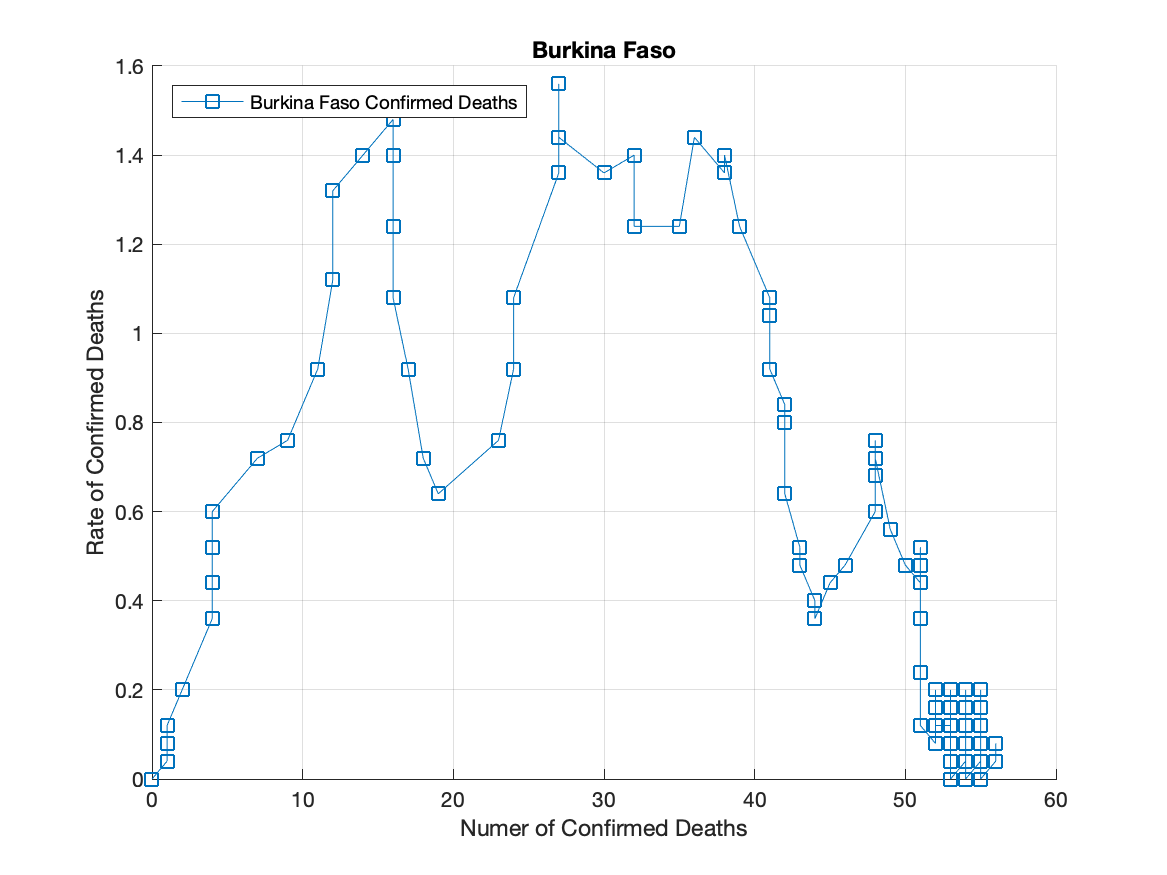 Burkina Faso
1.6
Burkina Faso Confirmed Deaths
1.4
1.2
1
0.8
0.6
0.4
0.2
0
Rate of Confirmed Deaths
0 10 20 30 40 50 60
Numer of Confirmed Deaths